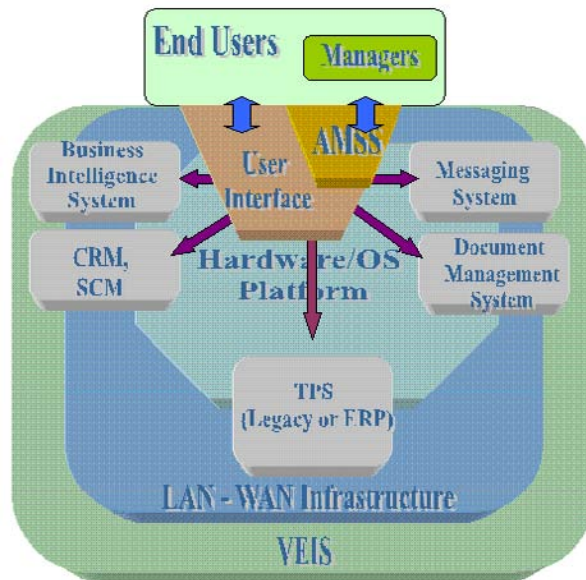 End Users
Managers
AMSS
User
Interface
Business
Intelligence
System
Messaging
System
CRM,
SCM
Hardware/OS
Platform
Document
Management
System
TPS
(Legacy or ERP)
LAN - WAN Infrastructure
VEIS